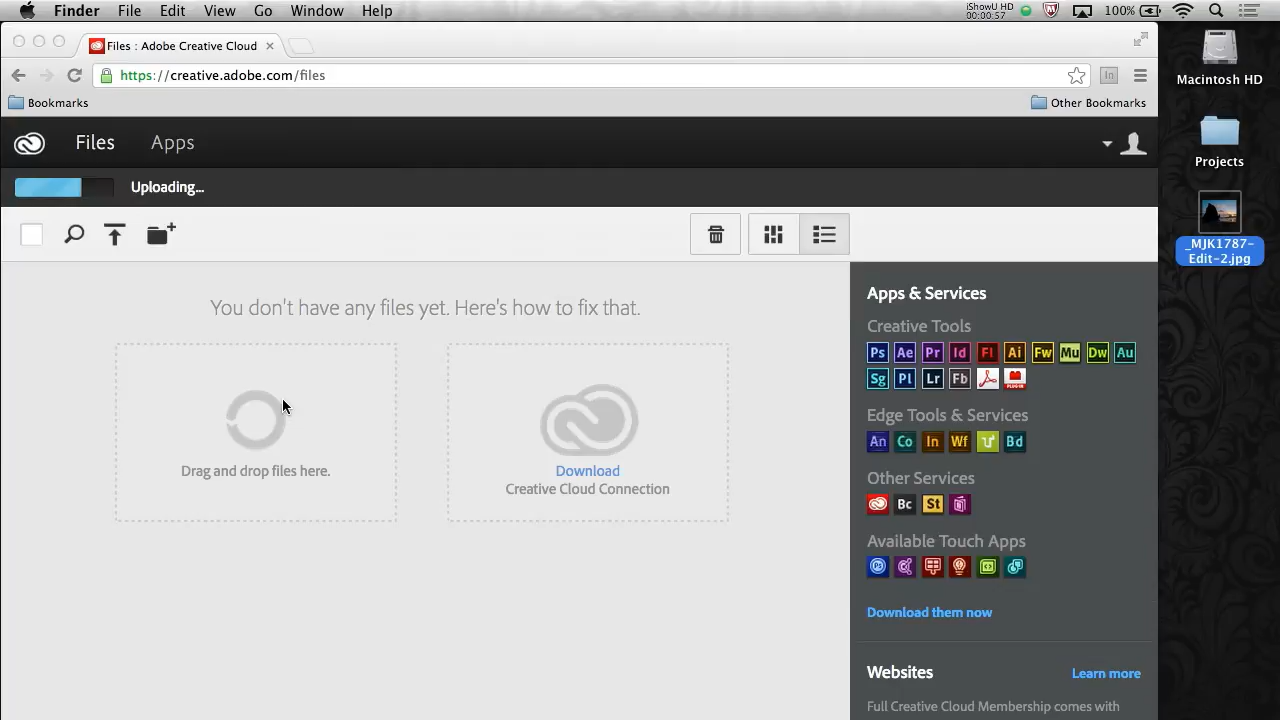 Finder File Edit View Go Window Help
iShowU HD
00:00:57
100%
Files : Adobe Creative Cloud
https://creative.adobe.com/files
In
Bookmarks
Other Bookmarks
Files Apps
Uploading...
You don't have any files yet. Here's how to fix that.
Drag and drop files here.
Download
Creative Cloud Connection
Apps & Services
Creative Tools
Ps Ae Pr Id Fl Ai Fw Mu Dw Au
Sg Pl Lr Fb
PLUG-IN
Edge Tools & Services
An Co In Wf Bd
Other Services
Bc St
Available Touch Apps
Download them now
Websites
Learn more
Full Creative Cloud Membership comes with
Macintosh HD
Projects
_MJK1787-
Edit-2.jpg